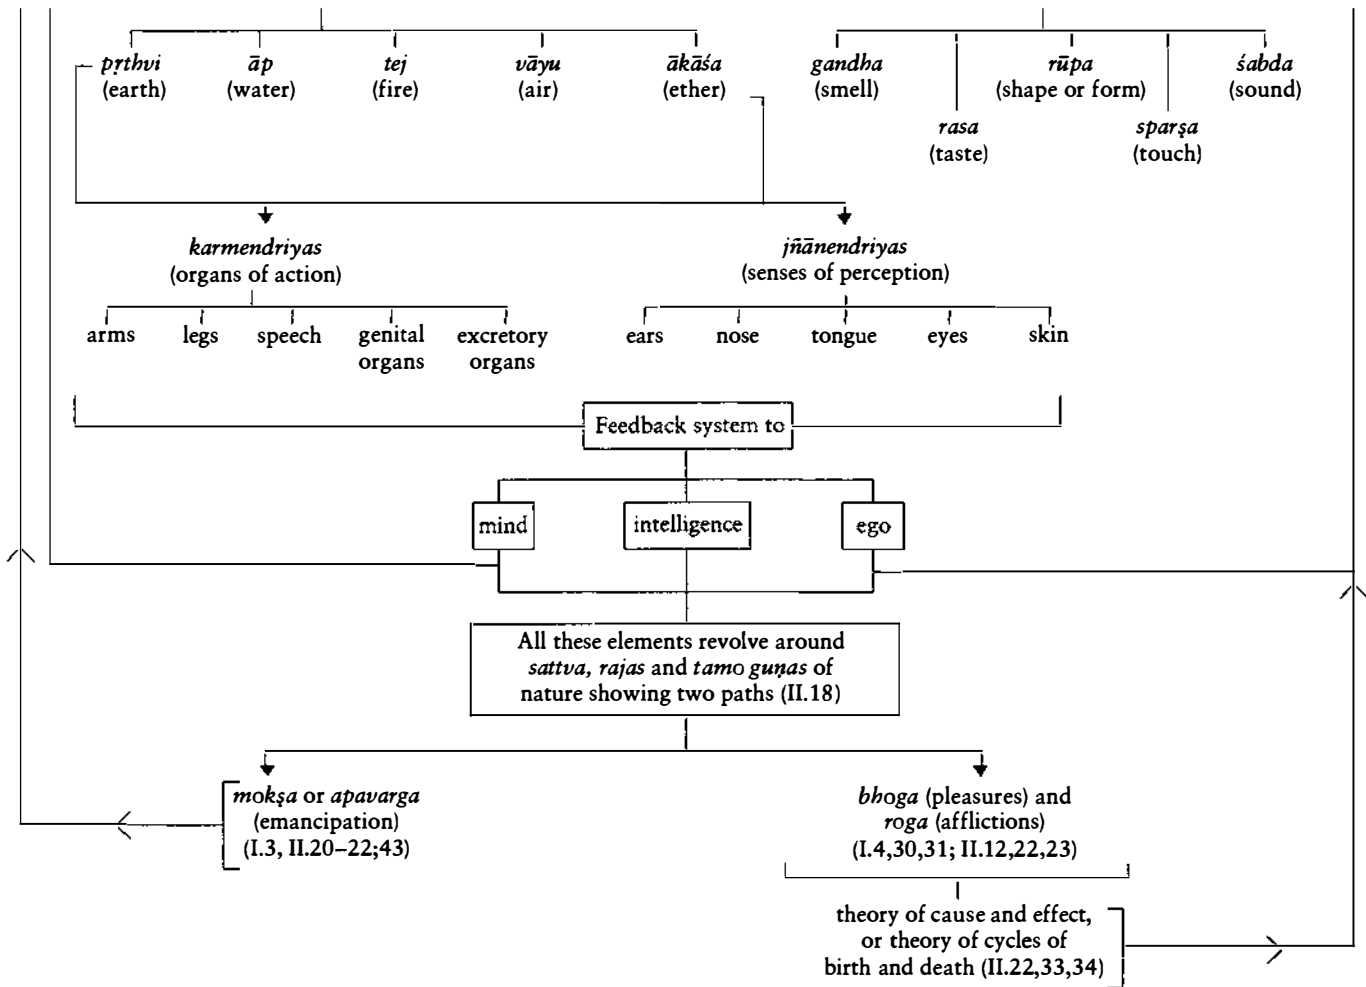 pṛthvi āp tej vāyu ākāśa gandha rūpa śabda
(earth) (water) (fire) (air) (ether) (smell) (shape or form) (sound)
rasa sparṣa
(taste) (touch)
karmendriyas jñānendriyas
(organs of action) (senses of perception)
arms legs speech genital excretory ears nose tongue eyes skin
organs organs
Feedback system to
mind intelligence ego
All these elements revolve around
sattva, rajas and tamo guṇas of
nature showing two paths (II.18)
mokṣa or apavarga
(emancipation)
(I.3, II.20–22;43)
bhoga (pleasures) and
roga (afflictions)
(I.4,30,31; II.12,22,23)
theory of cause and effect,
or theory of cycles of
birth and death (II.22,33,34)